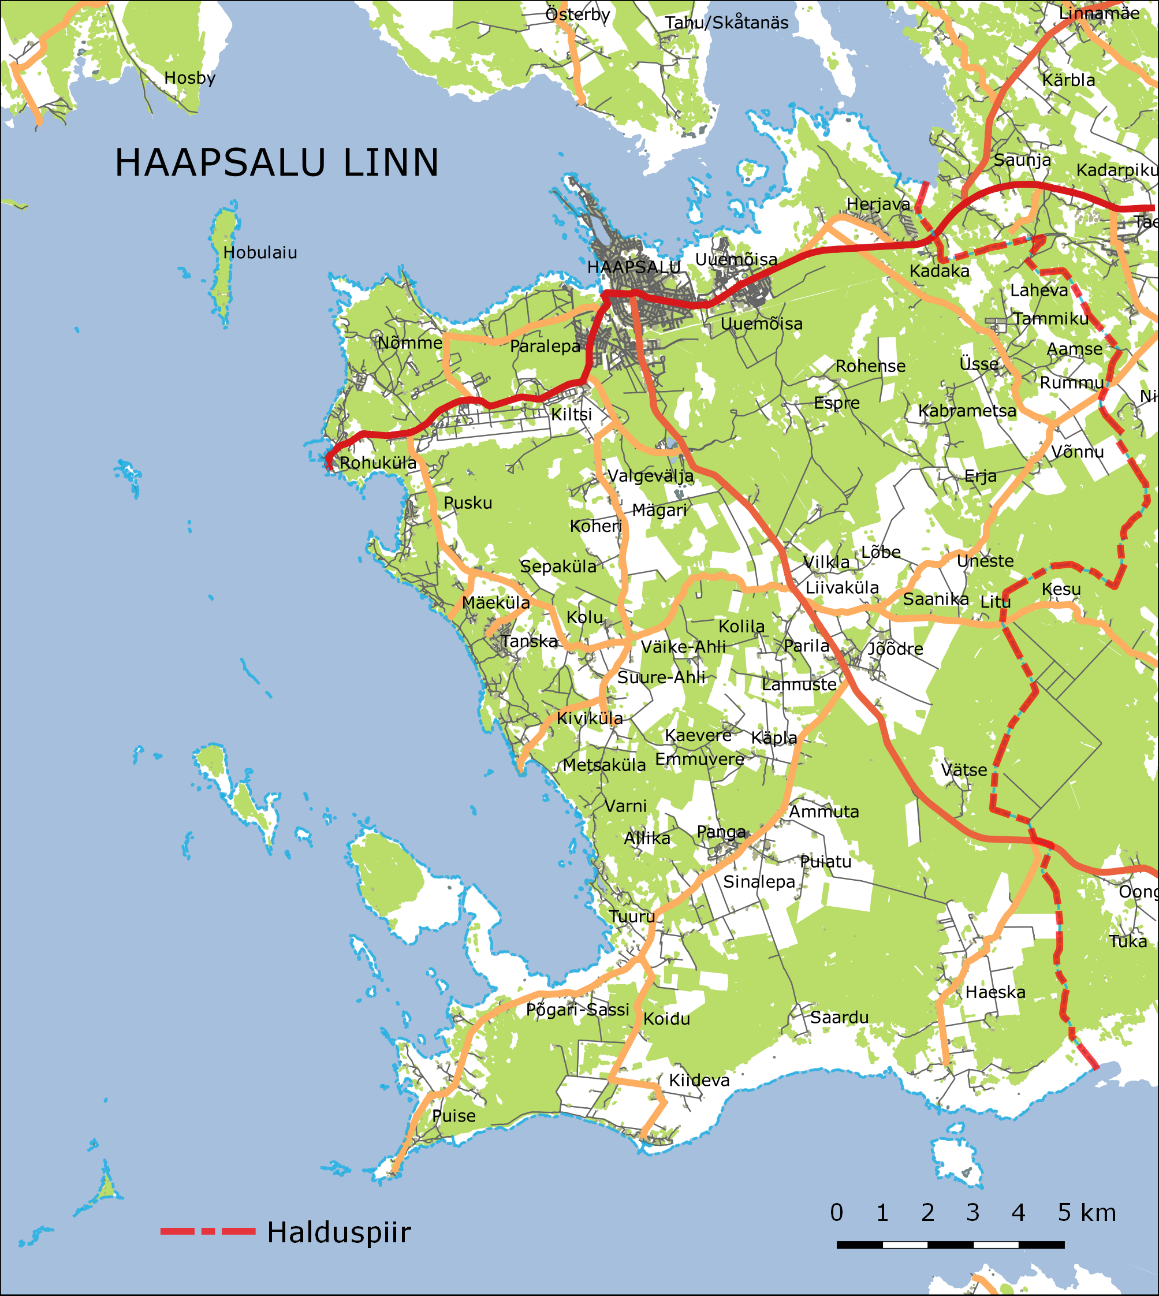 Österby
Tahu/Skåtanäs
Linnamäe
Hosby
Kärbla
HAAPSALU LINN
Saunja
Kadarpiku
Herjava
Tae
Hobulaiu
Uuemõisa
HAAPSALU
Kadaka
Laheva
Tammiku
Uuemõisa
Nõmme
Paralepa
Aamse
Rohense
Üsse
Rummu
Ni
Espre
Kabrametsa
Kiltsi
Võnnu
Rohuküla
Valgevälja
Erja
Pusku
Mägari
Koheri
Lõbe
Sepaküla
Vilkla
Uneste
Liivaküla
Kesu
Mäeküla
Saanika
Litu
Kolu
Kolila
Tanska
Väike-Ahli
Parila
Jõõdre
Suure-Ahli
Lannuste
Kiviküla
Kaevere
Käpla
Emmuvere
Metsaküla
Vätse
Varni
Ammuta
Allika
Panga
Puiatu
Sinalepa
Oong
Tuuru
Tuka
Haeska
Põgari-Sassi
Koidu
Saardu
Kiideva
Puise
0 1 2 3 4 5 km
Halduspiir